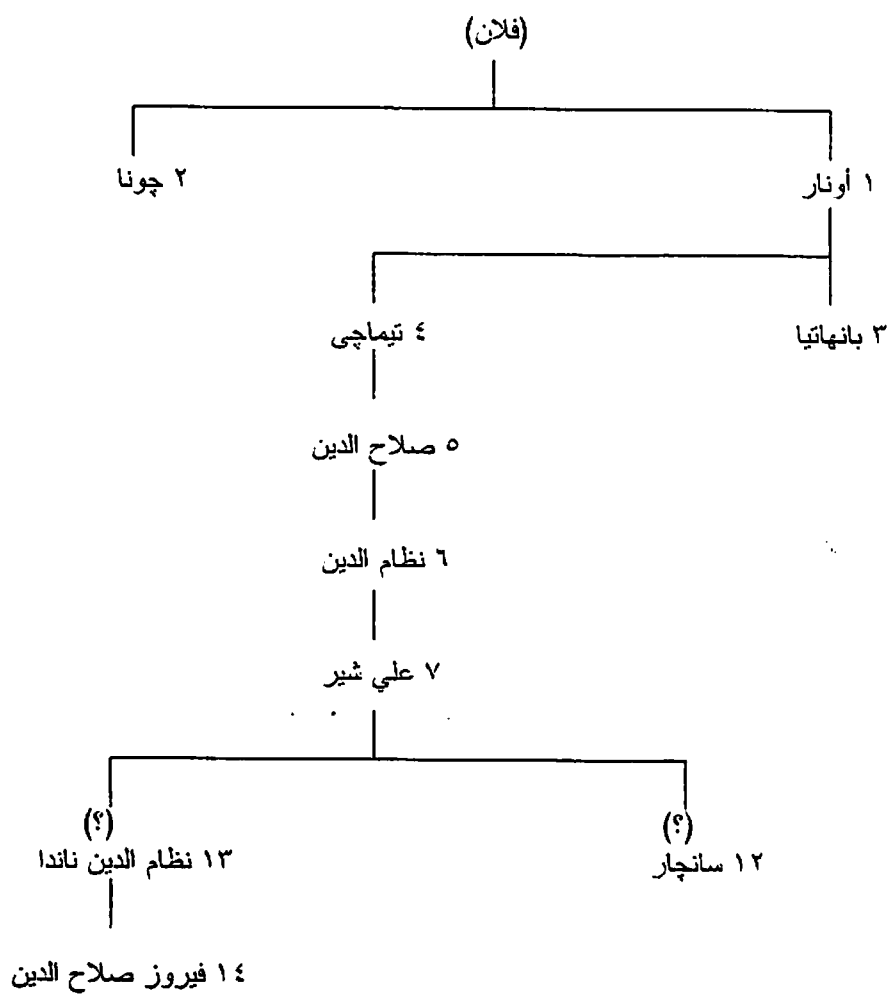 (فلان)
١ أونار
٢ چونا
٣ بانهاتيا
٤ تيماچى
٥ صلاح الدين
٦ نظام الدين
٧ علي شير
(؟)
(؟)
١٢ سانچار
١٣ نظام الدين ناندا
١٤ فيروز صلاح الدين